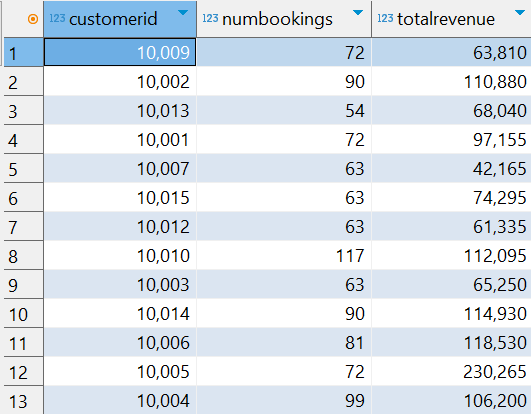 123 customerid 123 numbookings 123 totalrevenue
1 10,009 72 63,810
2 10,002 90 110,880
3 10,013 54 68,040
4 10,001 72 97,155
5 10,007 63 42,165
6 10,015 63 74,295
7 10,012 63 61,335
8 10,010 117 112,095
9 10,003 63 65,250
10 10,014 90 114,930
11 10,006 81 118,530
12 10,005 72 230,265
13 10,004 99 106,200